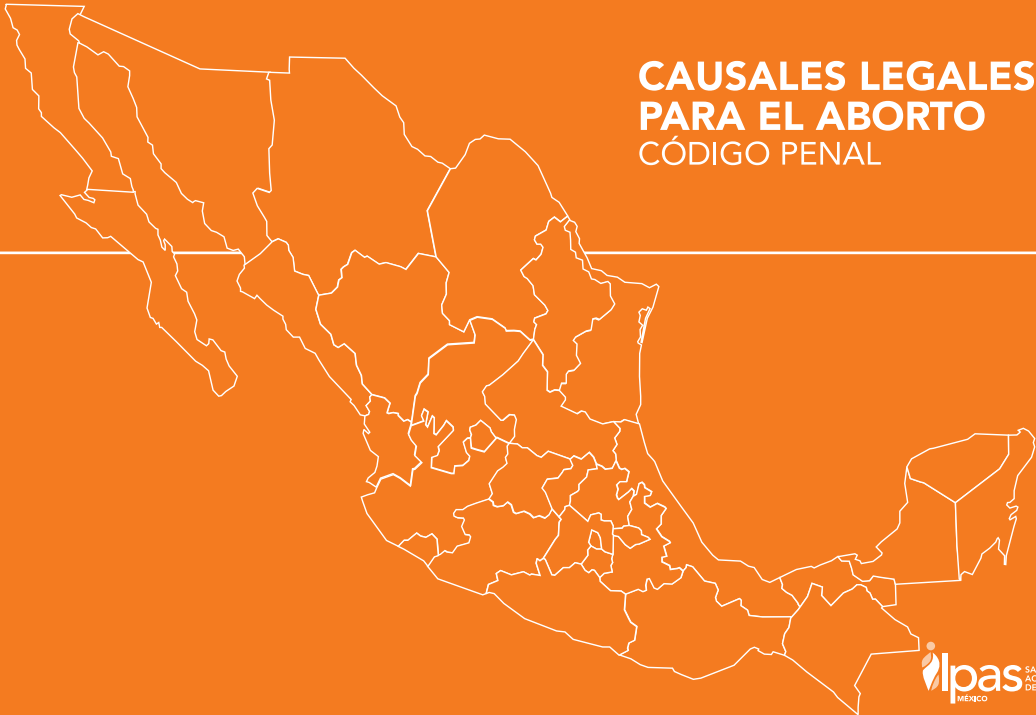 CAUSALES LEGALES
PARA EL ABORTO
CÓDIGO PENAL
Ipas
MÉXICO